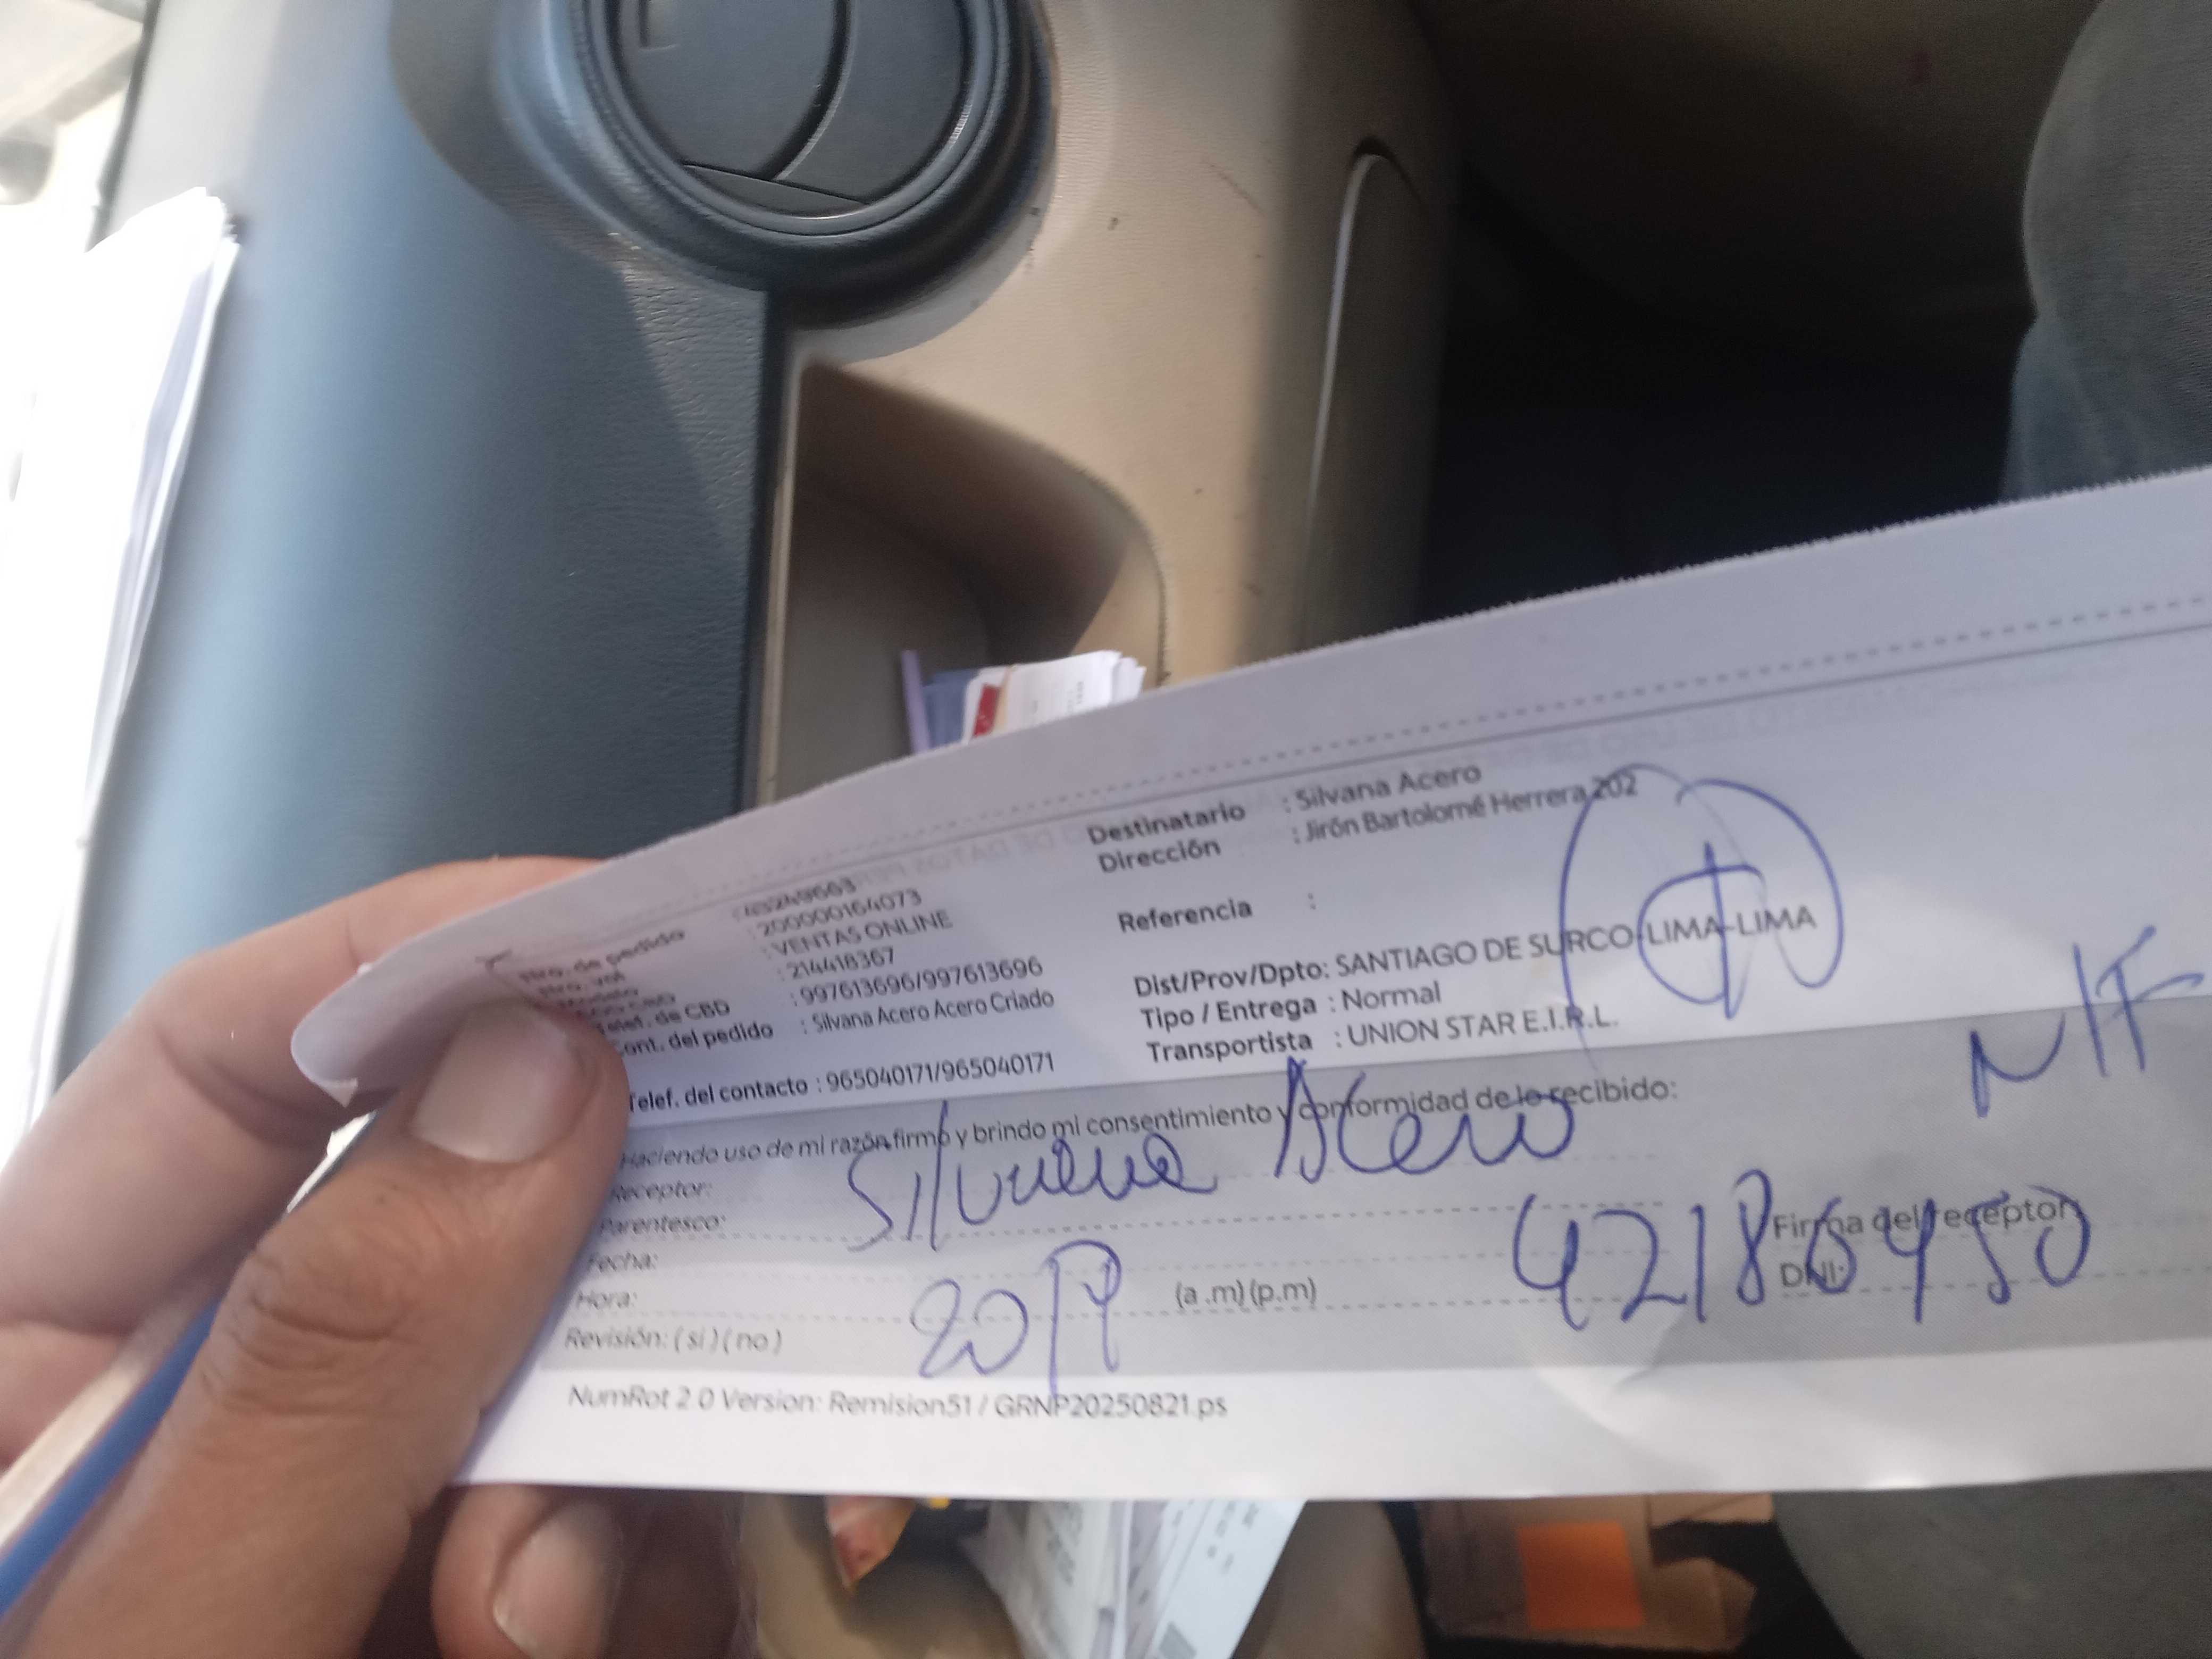 Destinatario : Silvana Acero
Dirección : Jirón Bartolomé Herrera 202
Referencia :
Dist/Prov/Dpto: SANTIAGO DE SURCO-LIMA-LIMA
Tipo / Entrega : Normal
Transportista : UNION STAR E.I.R.L.
Nro. de pedido
: 200000164073
: VENTAS ONLINE
: 214418367
Telef. de CBD : 997613696/997613696
Cont. del pedido : Silvana Acero Acero Criado
Telef. del contacto : 965040171/965040171
Haciendo uso de mi razón firmo y brindo mi consentimiento y conformidad de lo recibido:
Receptor: Silvana Acero
Parentesco:
Fecha:
Hora: (a .m) (p.m)
Firma del receptor
DNI:
Revisión: ( si ) ( no )
NumRot 2.0 Version: Remision51 / GRNP20250821.ps